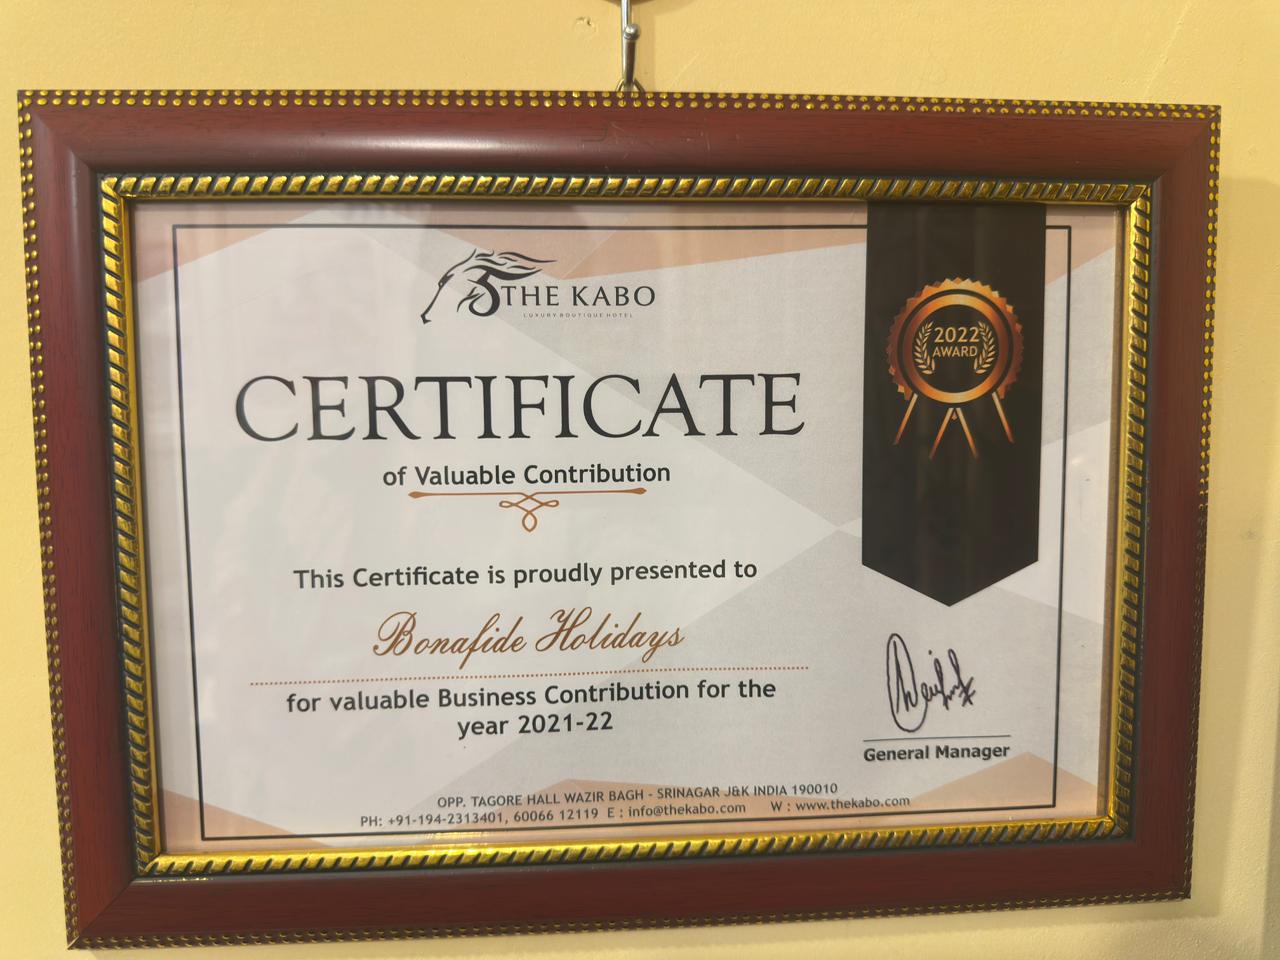 THE KABO
LUXURY BOUTIQUE HOTEL
2022
AWARD
CERTIFICATE
of Valuable Contribution
This Certificate is proudly presented to
Bonafide Holidays
for valuable Business Contribution for the
year 2021-22
General Manager
OPP. TAGORE HALL WAZIR BAGH - SRINAGAR J&K INDIA 190010
PH: +91-194-2313401, 60066 12119 E : info@thekabo.com W : www.thekabo.com